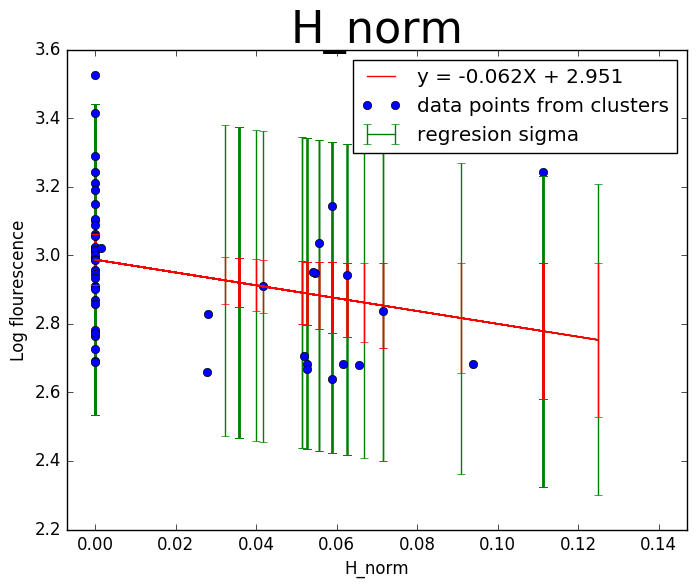 H_norm
y = -0.062X + 2.951
data points from clusters
regresion sigma
Log flourescence
3.6
3.4
3.2
3.0
2.8
2.6
2.4
2.2
0.00 0.02 0.04 0.06 0.08 0.10 0.12 0.14
H_norm